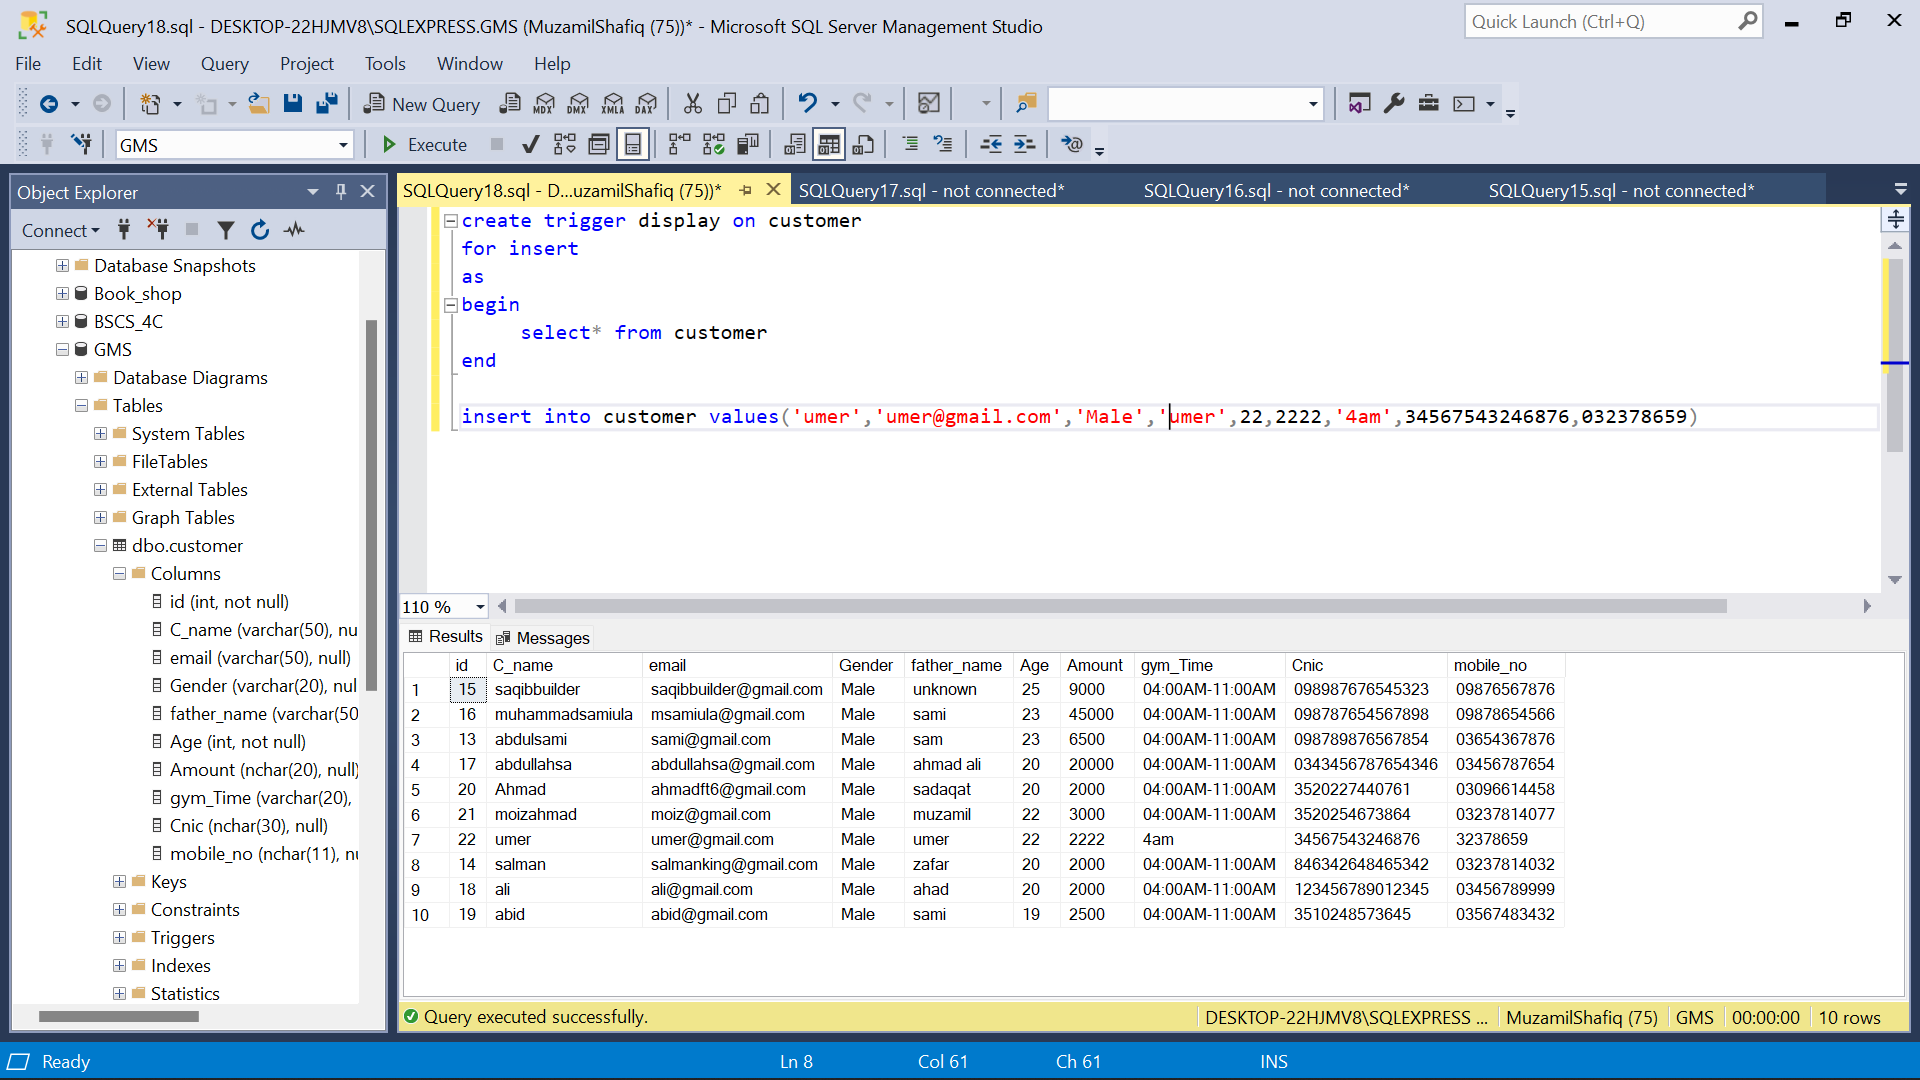 SQLQuery18.sql - DESKTOP-22HJMV8\SQLEXPRESS.GMS (MuzamilShafiq (75))* - Microsoft SQL Server Management Studio
Quick Launch (Ctrl+Q)
File Edit View Query Project Tools Window Help
New Query MDX DMX XMLA DAX
GMS Execute
Object Explorer
Connect
Database Snapshots
Book_shop
BSCS_4C
GMS
Database Diagrams
Tables
System Tables
FileTables
External Tables
Graph Tables
dbo.customer
Columns
id (int, not null)
C_name (varchar(50), nu
email (varchar(50), null)
Gender (varchar(20), nul
father_name (varchar(50
Age (int, not null)
Amount (nchar(20), null)
gym_Time (varchar(20),
Cnic (nchar(30), null)
mobile_no (nchar(11), nu
Keys
Constraints
Triggers
Indexes
Statistics
SQLQuery18.sql - D...uzamilShafiq (75))* SQLQuery17.sql - not connected* SQLQuery16.sql - not connected* SQLQuery15.sql - not connected*
create trigger display on customer
for insert
as
begin
select* from customer
end
insert into customer values('umer','umer@gmail.com','Male','umer',22,2222,'4am',34567543246876,032378659)
110 %
Results Messages
id C_name email Gender father_name Age Amount gym_Time Cnic mobile_no
1 15 saqibbuilder saqibbuilder@gmail.com Male unknown 25 9000 04:00AM-11:00AM 098987676545323 09876567876
2 16 muhammadsamiula msamiula@gmail.com Male sami 23 45000 04:00AM-11:00AM 098787654567898 09878654566
3 13 abdulsami sami@gmail.com Male sam 23 6500 04:00AM-11:00AM 098789876567854 03654367876
4 17 abdullahsa abdullahsa@gmail.com Male ahmad ali 20 20000 04:00AM-11:00AM 0343456787654346 03456787654
5 20 Ahmad ahmadft6@gmail.com Male sadaqat 20 2000 04:00AM-11:00AM 3520227440761 03096614458
6 21 moizahmad moiz@gmail.com Male muzamil 22 3000 04:00AM-11:00AM 3520254673864 03237814077
7 22 umer umer@gmail.com Male umer 22 2222 4am 34567543246876 32378659
8 14 salman salmanking@gmail.com Male zafar 20 2000 04:00AM-11:00AM 846342648465342 03237814032
9 18 ali ali@gmail.com Male ahad 20 2000 04:00AM-11:00AM 123456789012345 03456789999
10 19 abid abid@gmail.com Male sami 19 2500 04:00AM-11:00AM 3510248573645 03567483432
Query executed successfully. DESKTOP-22HJMV8\SQLEXPRESS ... MuzamilShafiq (75) GMS 00:00:00 10 rows
Ready Ln 8 Col 61 Ch 61 INS